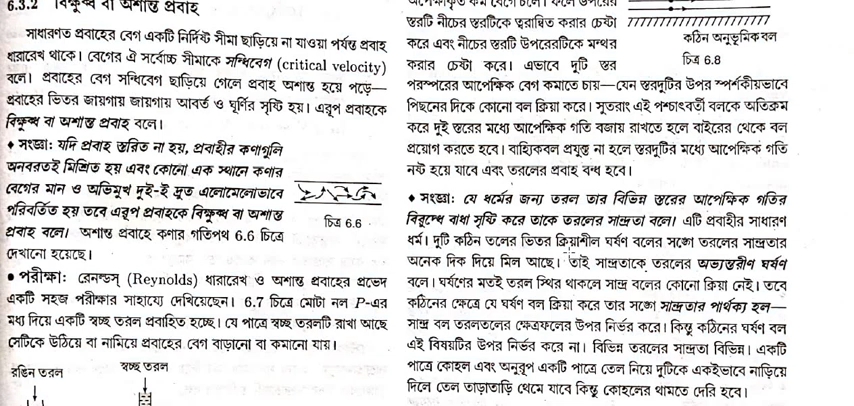 6.3.2 বিক্ষুব্ধ বা অশান্ত প্রবাহ
সাধারণত প্রবাহের বেগ একটি নির্দিষ্ট সীমা ছাড়িয়ে না যাওয়া পর্যন্ত প্রবাহ
ধারারেখ থাকে। বেগের ঐ সর্বোচ্চ সীমাকে সন্ধিবেগ (critical velocity)
বলে। প্রবাহের বেগ সন্ধিবেগ ছাড়িয়ে গেলে প্রবাহ অশান্ত হয়ে পড়ে—
প্রবাহের ভিতর জায়গায় জায়গায় আবর্ত ও ঘূর্ণির সৃষ্টি হয়। এরূপ প্রবাহকে
বিক্ষুব্ধ বা অশান্ত প্রবাহ বলে।
♦ সংজ্ঞা: যদি প্রবাহ স্তরিত না হয়, প্রবাহীর কণাগুলি
অনবরতই মিশ্রিত হয় এবং কোনো এক স্থানে কণার
বেগের মান ও অভিমুখ দুই-ই দ্রুত এলোমেলোভাবে
পরিবর্তিত হয় তবে এরূপ প্রবাহকে বিক্ষুব্ধ বা অশান্ত
প্রবাহ বলে। অশান্ত প্রবাহে কণার গতিপথ 6.6 চিত্রে
দেখানো হয়েছে।
চিত্র 6.6
● পরীক্ষা: রেনল্ডস্ (Reynolds) ধারারেখ ও অশান্ত প্রবাহের প্রভেদ
একটি সহজ পরীক্ষার সাহায্যে দেখিয়েছেন। 6.7 চিত্রে মোটা নল P-এর
মধ্য দিয়ে একটি স্বচ্ছ তরল প্রবাহিত হচ্ছে। যে পাত্রে স্বচ্ছ তরলটি রাখা আছে
সেটিকে উঠিয়ে বা নামিয়ে প্রবাহের বেগ বাড়ানো বা কমানো যায়।
রঙিন তরল
স্বচ্ছ তরল
অপেক্ষাকৃত কম বেগে চলে। ফলে উপরের
স্তরটি নীচের স্তরটিকে ত্বরান্বিত করার চেষ্টা
করে এবং নীচের স্তরটি উপরেরটিকে মন্থর
করার চেষ্টা করে। এভাবে দুটি স্তর
কঠিন অনুভূমিক বল
চিত্র 6.8
পরস্পরের আপেক্ষিক বেগ কমাতে চায়—যেন স্তরদুটির উপর স্পর্শকীয়ভাবে
পিছনের দিকে কোনো বল ক্রিয়া করে। সুতরাং এই পশ্চাৎবর্তী বলকে অতিক্রম
করে দুই স্তরের মধ্যে আপেক্ষিক গতি বজায় রাখতে হলে বাইরের থেকে বল
প্রয়োগ করতে হবে। বাহ্যিকবল প্রযুক্ত না হলে স্তরদুটির মধ্যে আপেক্ষিক গতি
নষ্ট হয়ে যাবে এবং তরলের প্রবাহ বন্ধ হবে।
♦ সংজ্ঞা: যে ধর্মের জন্য তরল তার বিভিন্ন স্তরের আপেক্ষিক গতির
বিরুদ্ধে বাধা সৃষ্টি করে তাকে তরলের সান্দ্রতা বলে। এটি প্রবাহীর সাধারণ
ধর্ম। দুটি কঠিন তলের ভিতর ক্রিয়াশীল ঘর্ষণ বলের সঙ্গে তরলের সান্দ্রতার
অনেক দিক দিয়ে মিল আছে। তাই সান্দ্রতাকে তরলের অভ্যন্তরীণ ঘর্ষণ
বলে। ঘর্ষণের মতই তরল স্থির থাকলে সান্দ্র বলের কোনো ক্রিয়া নেই। তবে
কঠিনের ক্ষেত্রে যে ঘর্ষণ বল ক্রিয়া করে তার সঙ্গে সান্দ্রতার পার্থক্য হল—
সান্দ্র বল তরলতলের ক্ষেত্রফলের উপর নির্ভর করে। কিন্তু কঠিনের ঘর্ষণ বল
এই বিষয়টির উপর নির্ভর করে না। বিভিন্ন তরলের সান্দ্রতা বিভিন্ন। একটি
পাত্রে কোহল এবং অনুরূপ একটি পাত্রে তেল নিয়ে দুটিকে একইভাবে নাড়িয়ে
দিলে তেল তাড়াতাড়ি থেমে যাবে কিন্তু কোহলের থামতে দেরি হবে।